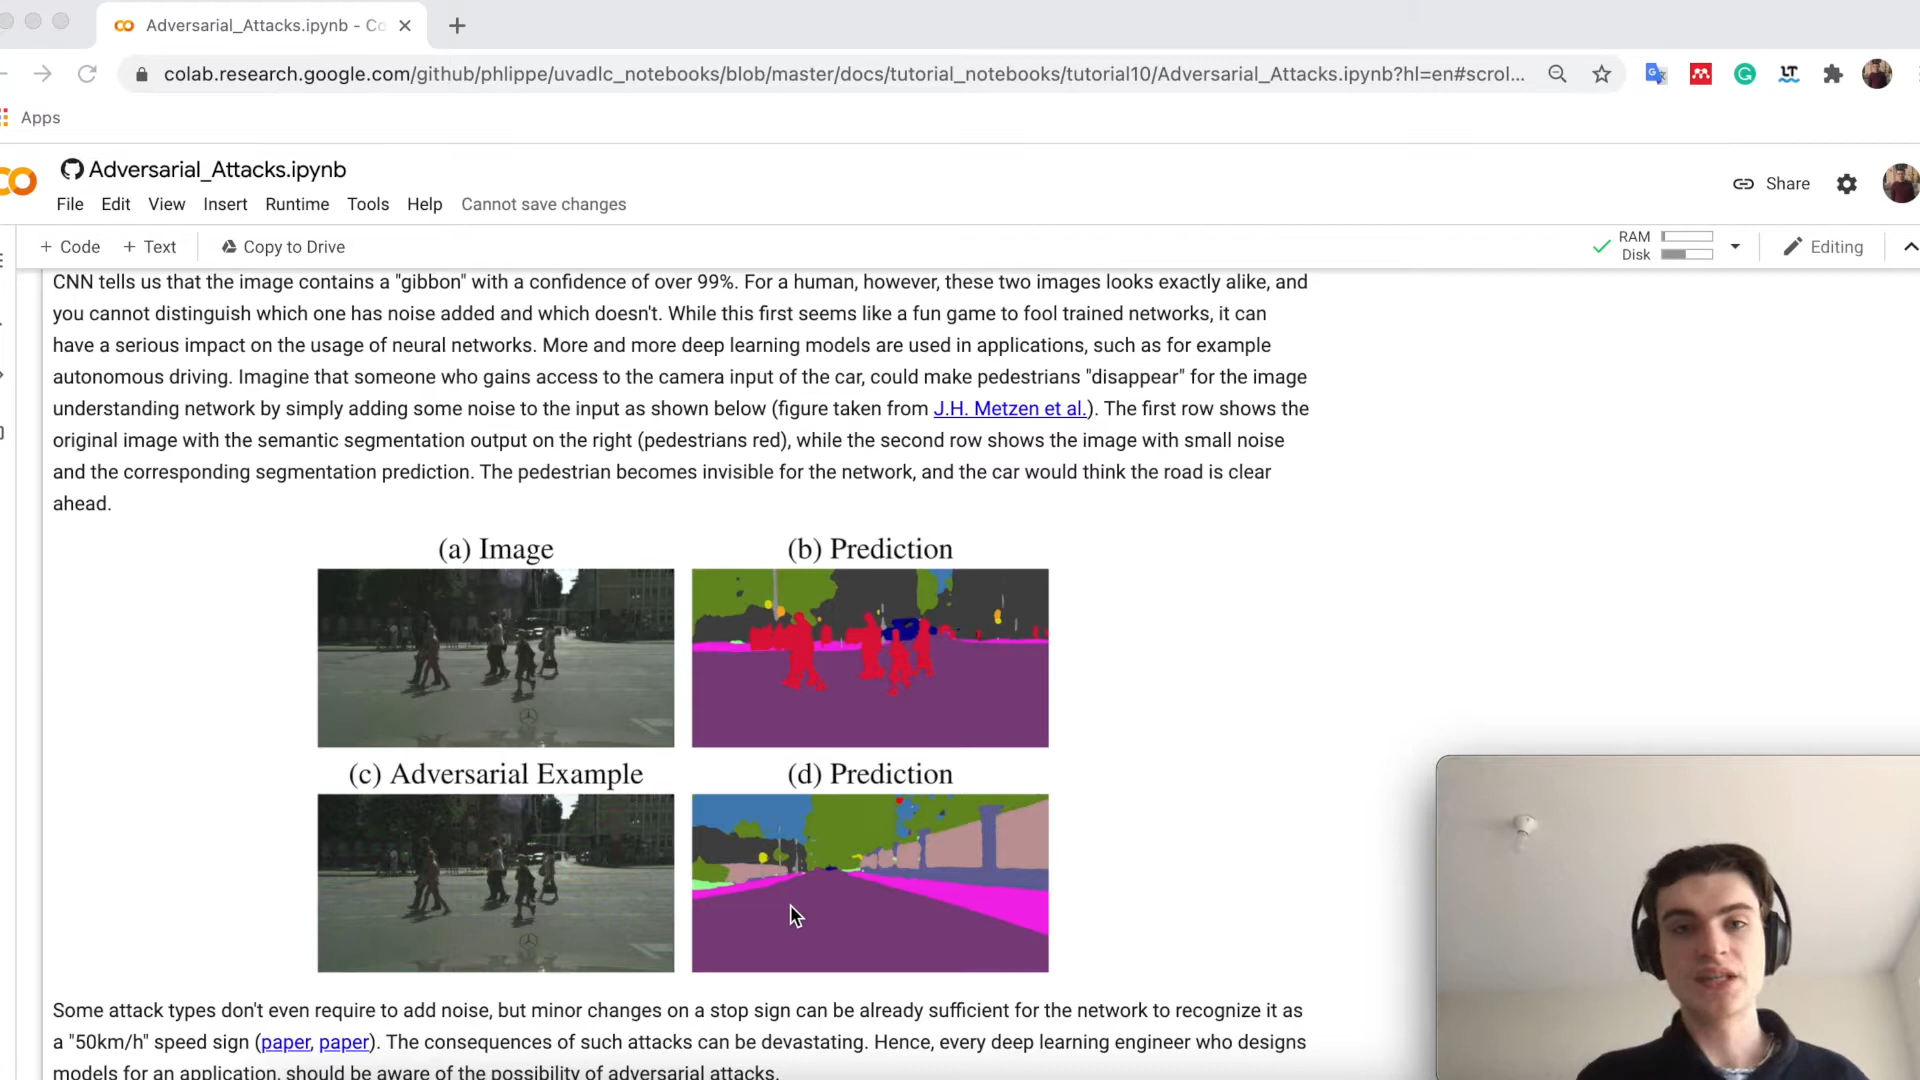 Adversarial_Attacks.ipynb - Co
colab.research.google.com/github/phlippe/uvadlc_notebooks/blob/master/docs/tutorial_notebooks/tutorial10/Adversarial_Attacks.ipynb?hl=en#scrol...
Apps
Adversarial_Attacks.ipynb
Share
File Edit View Insert Runtime Tools Help Cannot save changes
+ Code + Text Copy to Drive
RAM
Disk
Editing
CNN tells us that the image contains a "gibbon" with a confidence of over 99%. For a human, however, these two images looks exactly alike, and
you cannot distinguish which one has noise added and which doesn't. While this first seems like a fun game to fool trained networks, it can
have a serious impact on the usage of neural networks. More and more deep learning models are used in applications, such as for example
autonomous driving. Imagine that someone who gains access to the camera input of the car, could make pedestrians "disappear" for the image
understanding network by simply adding some noise to the input as shown below (figure taken from J.H. Metzen et al.). The first row shows the
original image with the semantic segmentation output on the right (pedestrians red), while the second row shows the image with small noise
and the corresponding segmentation prediction. The pedestrian becomes invisible for the network, and the car would think the road is clear
ahead.
(a) Image
(b) Prediction
(c) Adversarial Example
(d) Prediction
Some attack types don't even require to add noise, but minor changes on a stop sign can be already sufficient for the network to recognize it as
a "50km/h" speed sign (paper, paper). The consequences of such attacks can be devastating. Hence, every deep learning engineer who designs
models for an application, should be aware of the possibility of adversarial attacks.